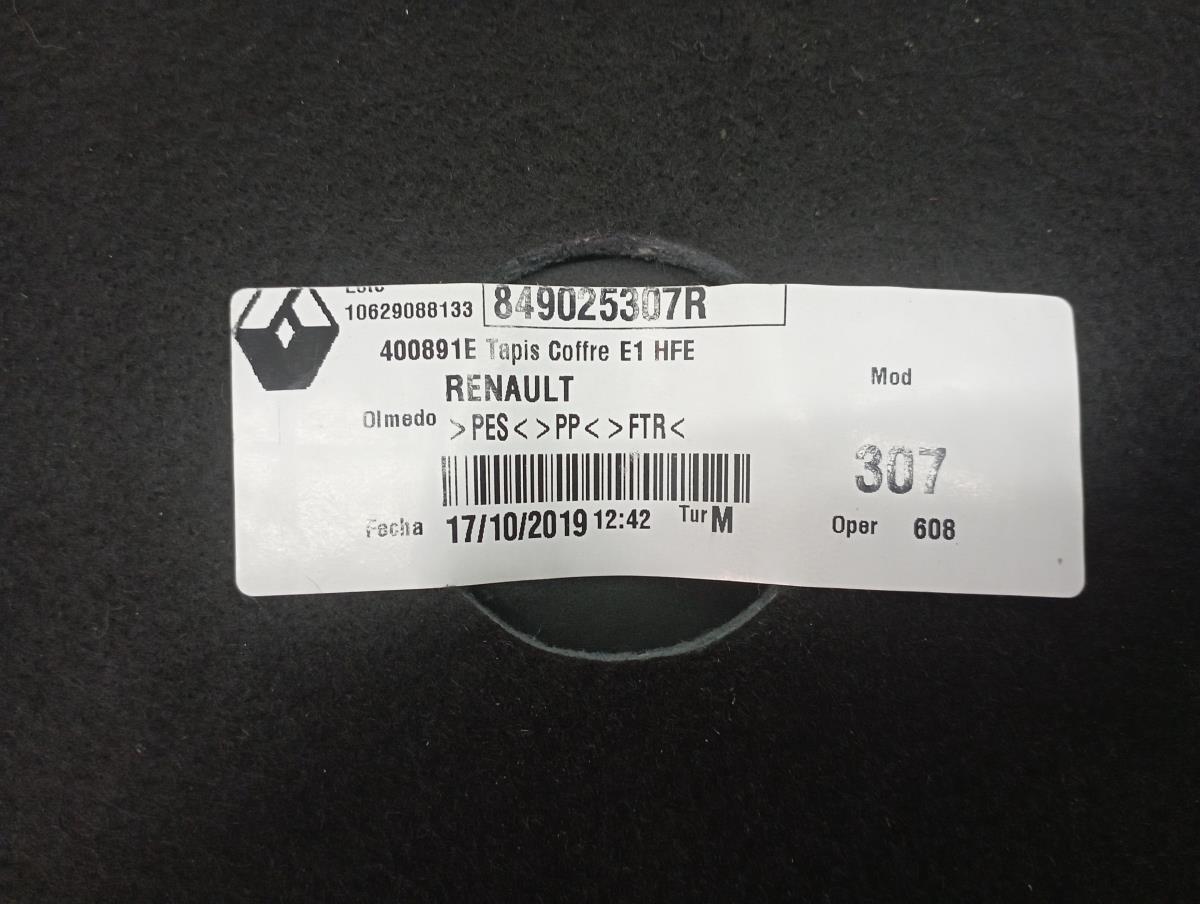 10629088133 849025307R
400891E Tapis Coffre E1 HFE
RENAULT
Mod
Olmedo >PES< >PP< >FTR<
307
Fecha 17/10/2019 12:42 Tur M
Oper 608